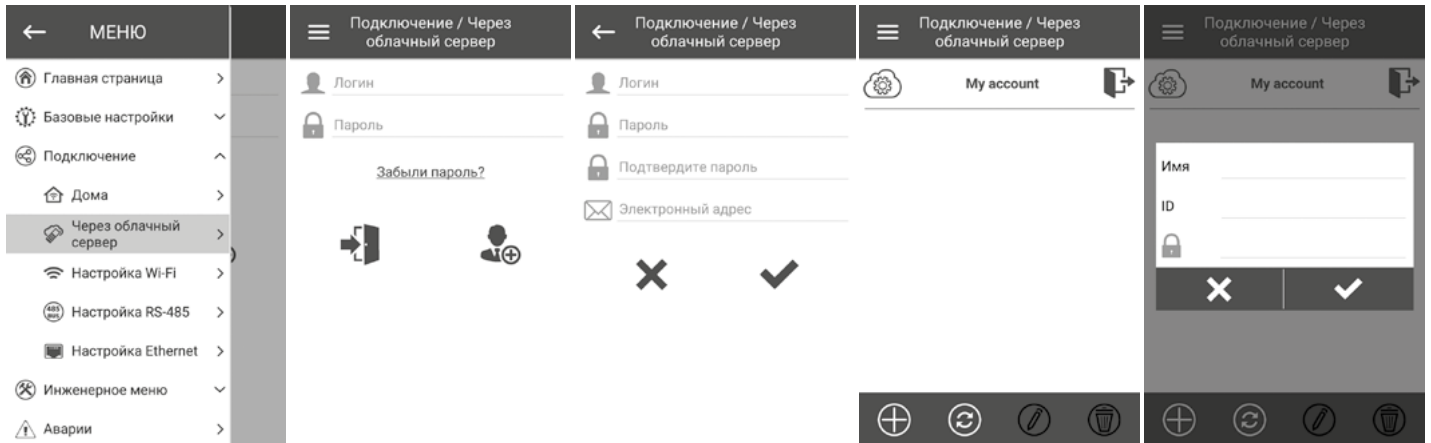 МЕНЮ
Главная страница
Базовые настройки
Подключение
Дома
Через облачный
сервер
Настройка Wi-Fi
485
BUS
Настройка RS-485
Настройка Ethernet
Инженерное меню
Аварии
Подключение / Через
облачный сервер
Логин
Пароль
Забыли пароль?
Подключение / Через
облачный сервер
Логин
Пароль
Подтвердите пароль
Электронный адрес
Подключение / Через
облачный сервер
My account
Подключение / Через
облачный сервер
My account
Имя
ID